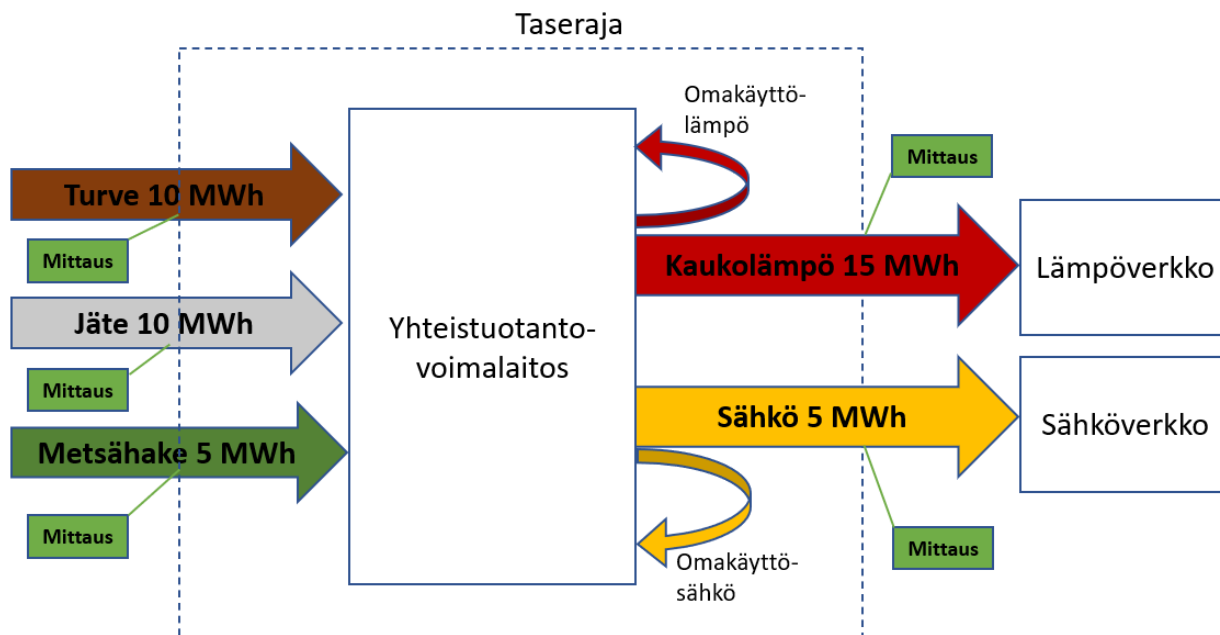 Taseraja
Omakäyttö-
lämpö
Mittaus
Turve 10 MWh
Mittaus
Kaukolämpö 15 MWh
Lämpöverkko
Jäte 10 MWh
Yhteistuotanto-
voimalaitos
Mittaus
Sähkö 5 MWh
Sähköverkko
Metsähake 5 MWh
Mittaus
Mittaus
Omakäyttö-
sähkö